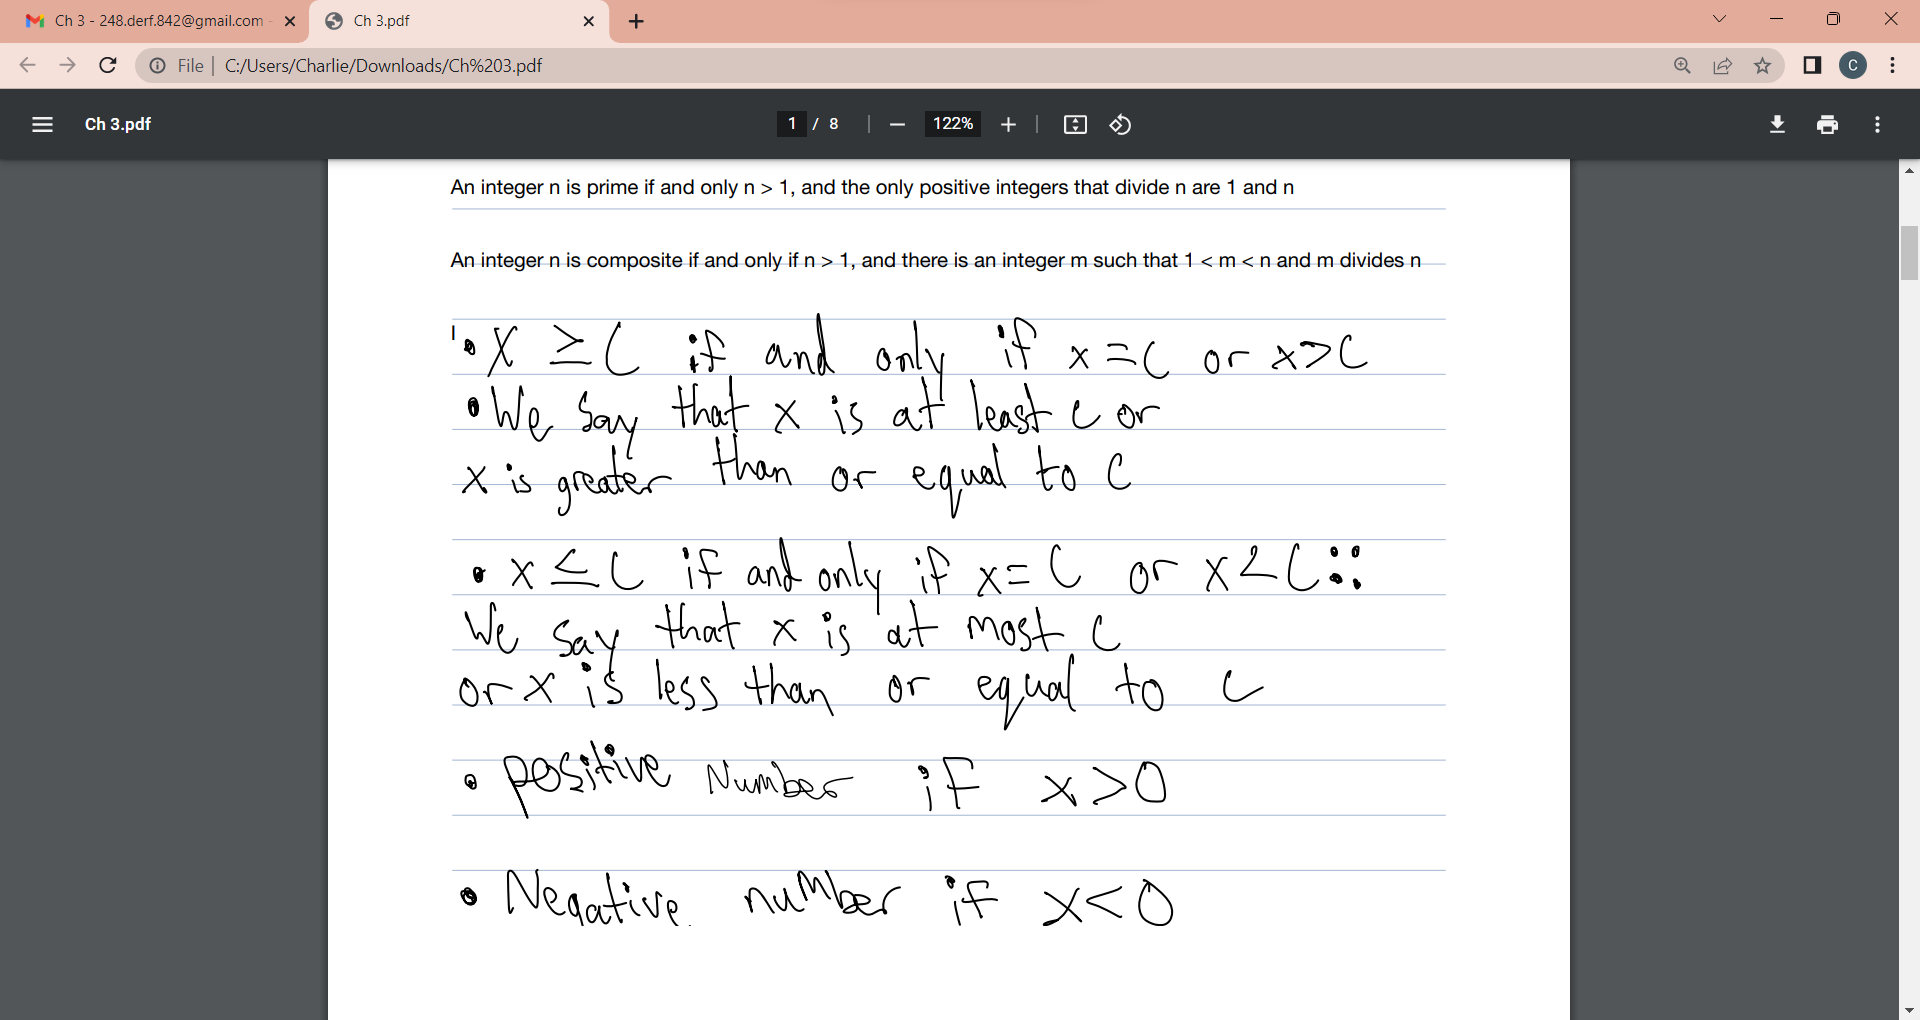 Ch 3 - 248.derf.842@gmail.com -
Ch 3.pdf
File | C:/Users/Charlie/Downloads/Ch%203.pdf
C
Ch 3.pdf
1 / 8 | 122% |
An integer n is prime if and only n > 1, and the only positive integers that divide n are 1 and n
An integer n is composite if and only if n > 1, and there is an integer m such that 1 < m < n and m divides n
• X ≥ C if and only if x = C or x > C
• We say that x is at least c or
x is greater than or equal to C
• x ≤ C if and only if x = C or x < C ::
We say that x is at most C
or x is less than or equal to c
• positive Number if x > 0
• Negative number if x < 0